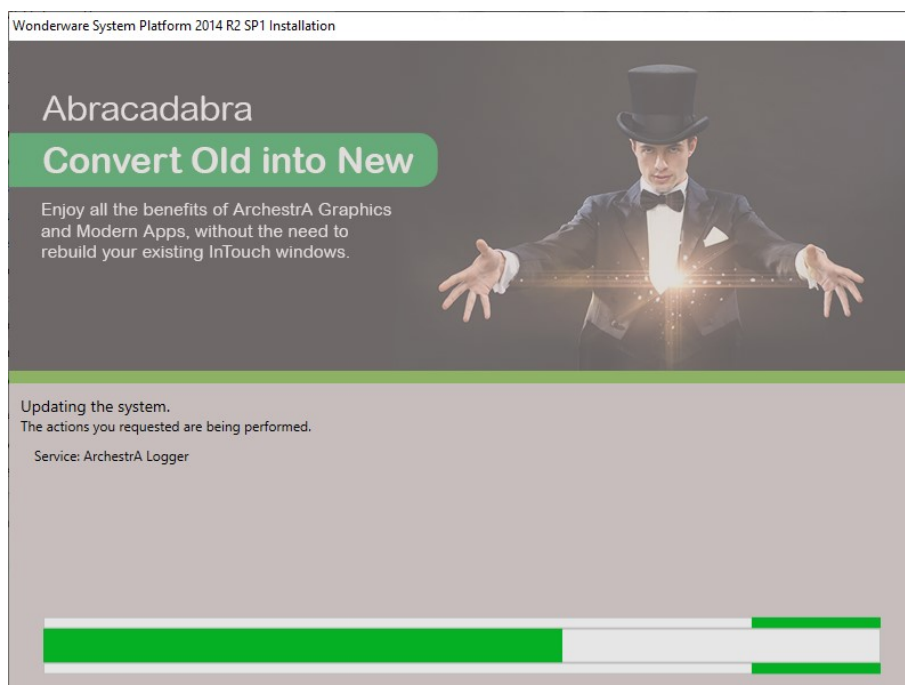 Wonderware System Platform 2014 R2 SP1 Installation
Abracadabra
Convert Old into New
Enjoy all the benefits of ArchestrA Graphics
and Modern Apps, without the need to
rebuild your existing InTouch windows.
Updating the system.
The actions you requested are being performed.
Service: ArchestrA Logger